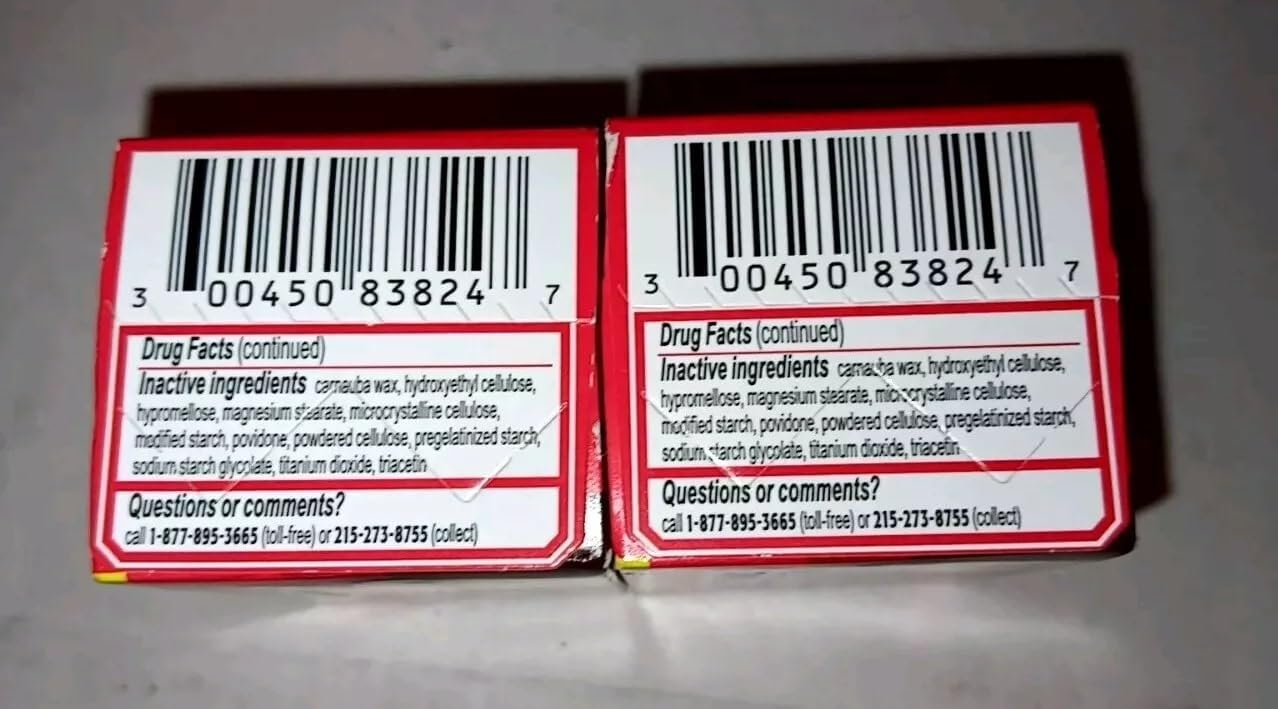 3 00450 83824 7
Drug Facts (continued)
Inactive ingredients carnauba wax, hydroxyethyl cellulose,
hypromellose, magnesium stearate, microcrystalline cellulose,
modified starch, povidone, powdered cellulose, pregelatinized starch,
sodium starch glycolate, titanium dioxide, triacetin
Questions or comments?
call 1-877-895-3665 (toll-free) or 215-273-8755 (collect)
3 00450 83824 7
Drug Facts (continued)
Inactive ingredients carnauba wax, hydroxyethyl cellulose,
hypromellose, magnesium stearate, microcrystalline cellulose,
modified starch, povidone, powdered cellulose, pregelatinized starch,
sodium starch glycolate, titanium dioxide, triacetin
Questions or comments?
call 1-877-895-3665 (toll-free) or 215-273-8755 (collect)